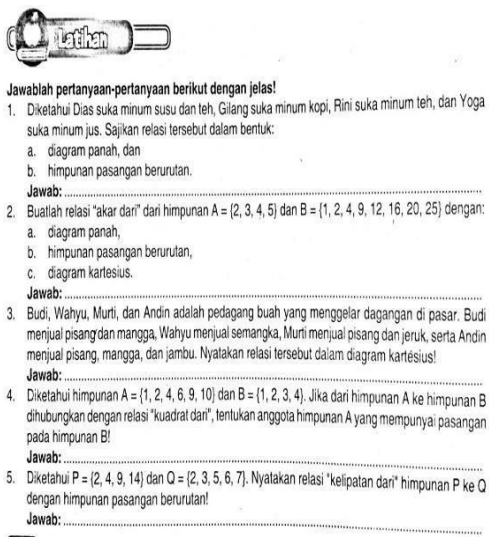 Latihan
Jawablah pertanyaan-pertanyaan berikut dengan jelas!
1. Diketahui Dias suka minum susu dan teh, Gilang suka minum kopi, Rini suka minum teh, dan Yoga
suka minum jus. Sajikan relasi tersebut dalam bentuk:
a. diagram panah, dan
b. himpunan pasangan berurutan.
Jawab:
2. Buatlah relasi "akar dari" dari himpunan A = {2, 3, 4, 5} dan B = {1, 2, 4, 9, 12, 16, 20, 25} dengan:
a. diagram panah,
b. himpunan pasangan berurutan,
c. diagram kartesius.
Jawab:
3. Budi, Wahyu, Murti, dan Andin adalah pedagang buah yang menggelar dagangan di pasar. Budi
menjual pisang dan mangga, Wahyu menjual semangka, Murti menjual pisang dan jeruk, serta Andin
menjual pisang, mangga, dan jambu. Nyatakan relasi tersebut dalam diagram kartesius!
Jawab:
4. Diketahui himpunan A = {1, 2, 4, 6, 9, 10} dan B = {1, 2, 3, 4}. Jika dari himpunan A ke himpunan B
dihubungkan dengan relasi "kuadrat dari", tentukan anggota himpunan A yang mempunyai pasangan
pada himpunan B!
Jawab:
5. Diketahui P = {2, 4, 9, 14} dan Q = {2, 3, 5, 6, 7}. Nyatakan relasi "kelipatan dari" himpunan P ke Q
dengan himpunan pasangan berurutan!
Jawab: